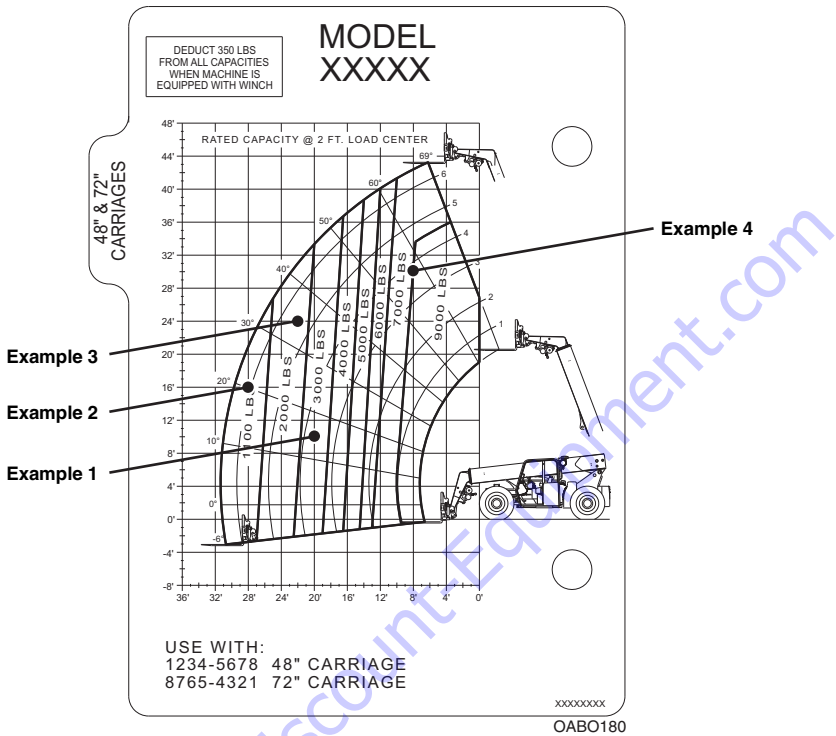 DEDUCT 350 LBS
FROM ALL CAPACITIES
WHEN MACHINE IS
EQUIPPED WITH WINCH
MODEL
XXXXX
48" & 72"
CARRIAGES
RATED CAPACITY @ 2 FT. LOAD CENTER
48'
44'
40'
36'
32'
28'
24'
20'
16'
12'
8'
4'
0'
-4'
-8'
36'
32'
28'
24'
20'
16'
12'
8'
4'
0'
69°
60°
50°
40°
30°
20°
10°
0°
-6°
6
5
4
3
2
1
1100 LBS
2000 LBS
3000 LBS
4000 LBS
5000 LBS
6000 LBS
7000 LBS
9000 LBS
Example 4
Example 3
Example 2
Example 1
USE WITH:
1234-5678 48" CARRIAGE
8765-4321 72" CARRIAGE
XXXXXXXX
OABO180